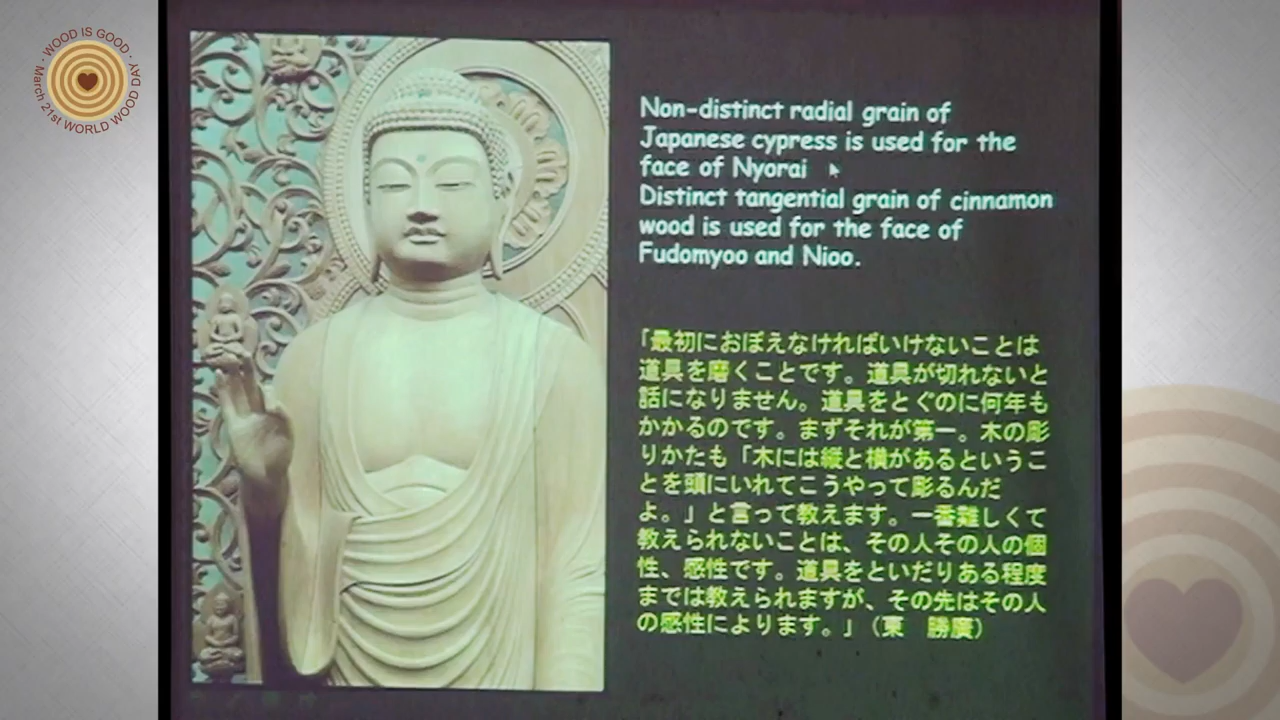 WOOD IS GOOD · March 21st WORLD WOOD DAY ·
Non-distinct radial grain of
Japanese cypress is used for the
face of Nyorai
Distinct tangential grain of cinnamon
wood is used for the face of
Fudomyoo and Nioo.
「最初におぼえなければいけないことは
道具を磨くことです。道具が切れないと
話になりません。道具をとぐのに何年も
かかるのです。まずそれが第一。木の彫
りかたも「木には縦と横があるというこ
とを頭にいれてこうやって彫るんだ
よ。」と言って教えます。一番難しくて
教えられないことは、その人その人の個
性、感性です。道具をといだりある程度
までは教えられますが、その先はその人
の感性によります。」（東　勝廣）